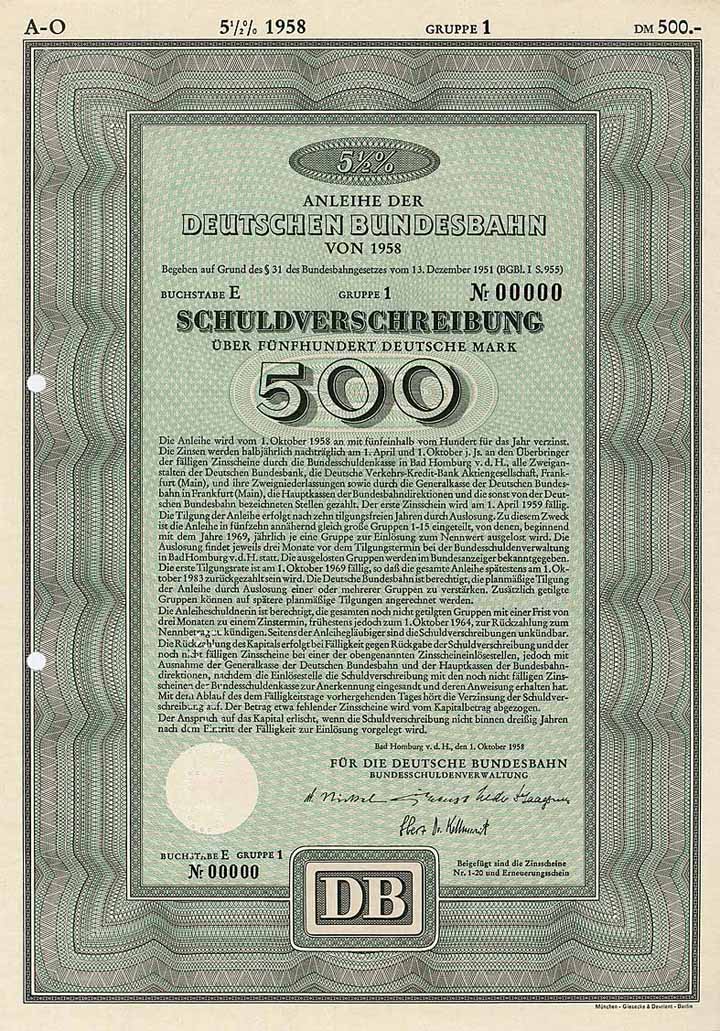 A-O 5½% 1958 GRUPPE 1 DM 500.-
5½%
ANLEIHE DER
DEUTSCHEN BUNDESBAHN
VON 1958
Begeben auf Grund des § 31 des Bundesbahngesetzes vom 13. Dezember 1951 (BGBl. I S. 955)
BUCHSTABE E GRUPPE 1 Nr 00000
SCHULDVERSCHREIBUNG
ÜBER FÜNFHUNDERT DEUTSCHE MARK
500
Die Anleihe wird vom 1. Oktober 1958 an mit fünfeinhalb vom Hundert für das Jahr verzinst.
Die Zinsen werden halbjährlich nachträglich am 1. April und 1. Oktober j. Js. an den Überbringer
der fälligen Zinsscheine durch die Bundesschuldenkasse in Bad Homburg v. d. H., alle Zweigan-
stalten der Deutschen Bundesbank, die Deutsche Verkehrs-Kredit-Bank Aktiengesellschaft, Frank-
furt (Main), und ihre Zweigniederlassungen sowie durch die Generalkasse der Deutschen Bundes-
bahn in Frankfurt (Main), die Hauptkassen der Bundesbahndirektionen und die sonst von der Deut-
schen Bundesbahn bezeichneten Stellen gezahlt. Der erste Zinsschein wird am 1. April 1959 fällig.
Die Tilgung der Anleihe erfolgt nach zehn tilgungsfreien Jahren durch Auslosung. Zu diesem Zweck
ist die Anleihe in fünfzehn annähernd gleich große Gruppen 1-15 eingeteilt, von denen, beginnend
mit dem Jahre 1969, jährlich je eine Gruppe zur Einlösung zum Nennwert ausgelost wird. Die
Auslosung findet jeweils drei Monate vor dem Tilgungstermin bei der Bundesschuldenverwaltung
in Bad Homburg v. d. H. statt. Die ausgelosten Gruppen werden im Bundesanzeiger bekanntgegeben.
Die erste Tilgungsrate ist am 1. Oktober 1969 fällig, so daß die gesamte Anleihe spätestens am 1. Ok-
tober 1983 zurückgezahlt sein wird. Die Deutsche Bundesbahn ist berechtigt, die planmäßige Tilgung
der Anleihe durch Auslosung einer oder mehrerer Gruppen zu verstärken. Zusätzlich getilgte
Gruppen können auf spätere planmäßige Tilgungen angerechnet werden.
Die Anleiheschuldnerin ist berechtigt, die gesamten noch nicht getilgten Gruppen mit einer Frist von
drei Monaten zu einem Zinstermin, frühestens jedoch zum 1. Oktober 1964, zur Rückzahlung zum
Nennbetrage zu kündigen. Seitens der Anleihegläubiger sind die Schuldverschreibungen unkündbar.
Die Rückzahlung des Kapitals erfolgt bei Fälligkeit gegen Rückgabe der Schuldverschreibung und der
noch nicht fälligen Zinsscheine bei einer der obengenannten Zinsscheineinlösestellen, jedoch mit
Ausnahme der Generalkasse der Deutschen Bundesbahn und der Hauptkassen der Bundesbahn-
direktionen, nachdem die Einlösestelle die Schuldverschreibung mit den noch nicht fälligen Zins-
scheinen der Bundesschuldenkasse zur Anerkennung eingesandt und deren Anweisung erhalten hat.
Mit dem Ablauf des dem Fälligkeitstage vorhergehenden Tages hört die Verzinsung der Schuldver-
schreibung auf. Der Betrag etwa fehlender Zinsscheine wird vom Kapitalbetrag abgezogen.
Der Anspruch auf das Kapital erlischt, wenn die Schuldverschreibung nicht binnen dreißig Jahren
nach dem Eintritt der Fälligkeit zur Einlösung vorgelegt wird.
Bad Homburg v. d. H., den 1. Oktober 1958
FÜR DIE DEUTSCHE BUNDESBAHN
BUNDESSCHULDENVERWALTUNG
BUCHSTABE E GRUPPE 1
Nr 00000
DB
Beigefügt sind die Zinsscheine
Nr. 1-20 und Erneuerungsschein
München - Giesecke & Devrient - Berlin